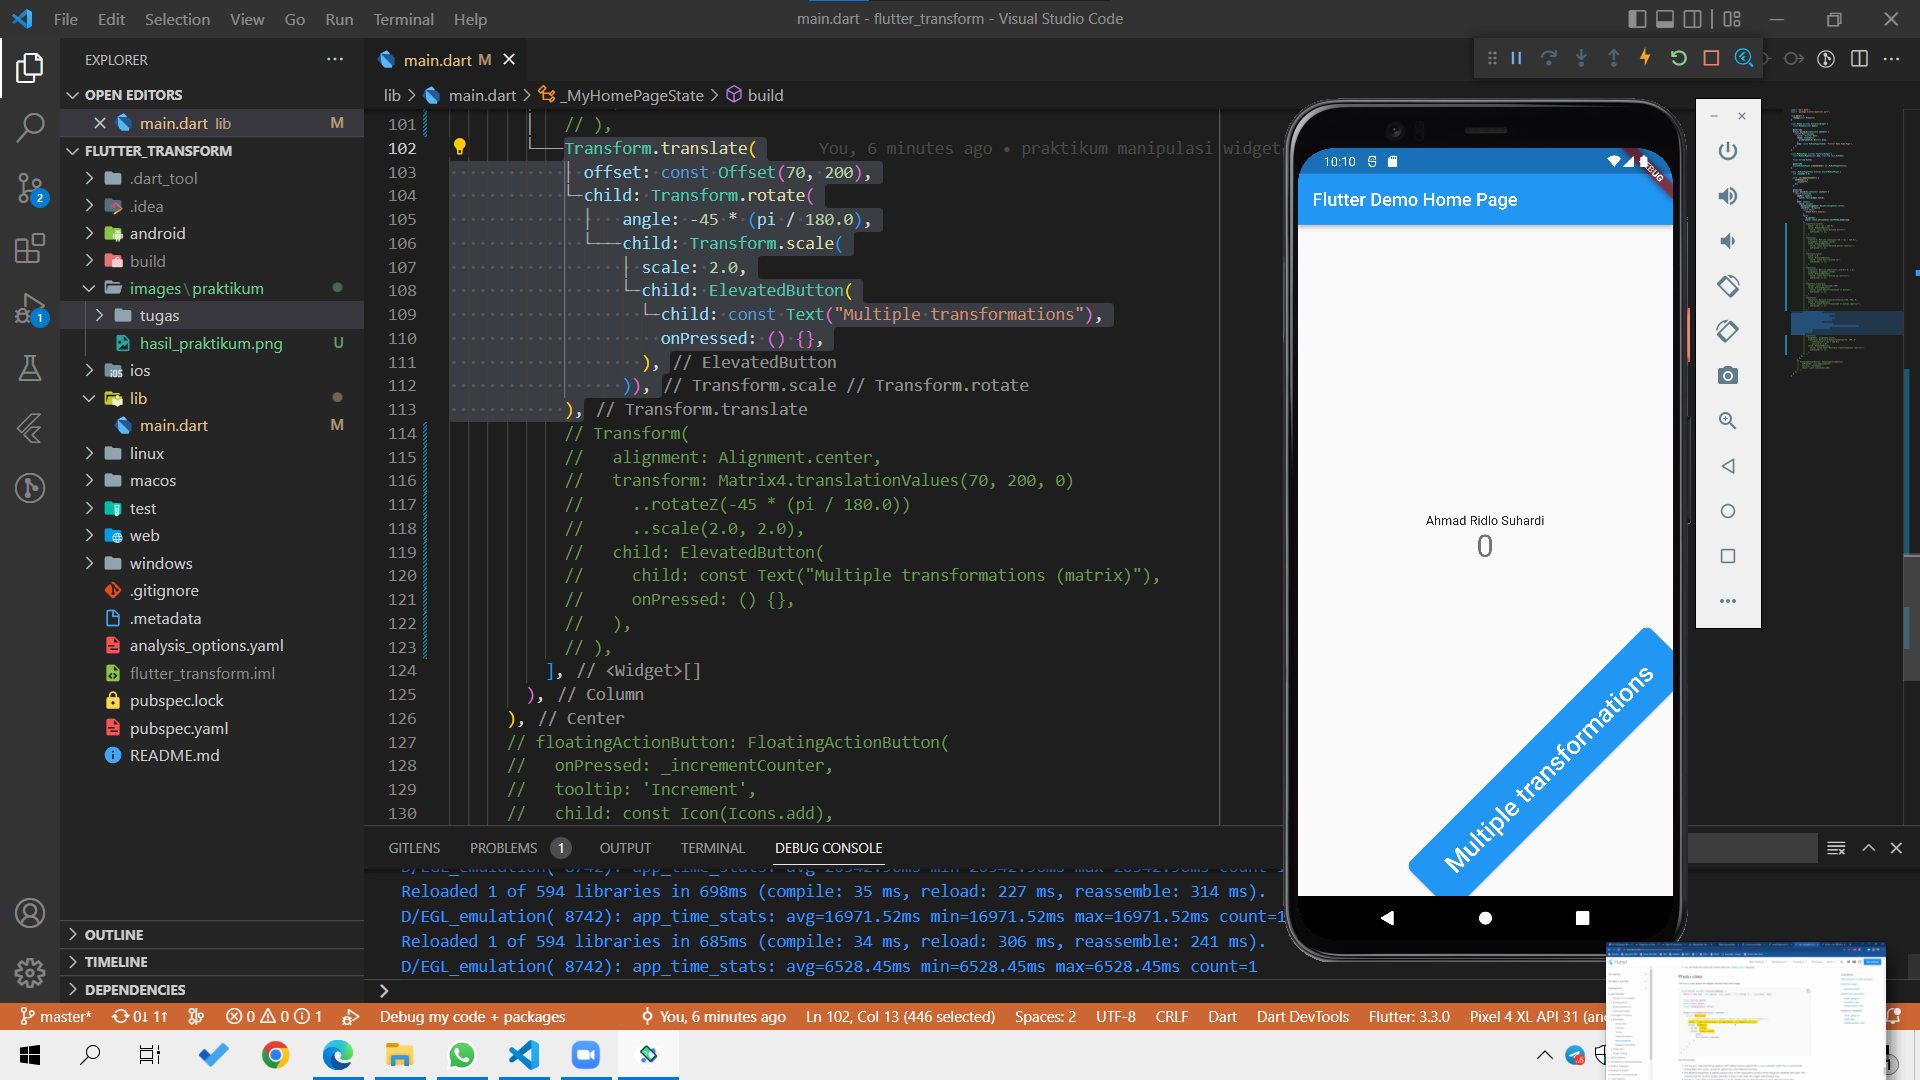 File Edit Selection View Go Run Terminal Help
main.dart - flutter_transform - Visual Studio Code
EXPLORER
OPEN EDITORS
main.dart lib M
FLUTTER_TRANSFORM
.dart_tool
.idea
android
build
images\praktikum
tugas
hasil_praktikum.png U
ios
lib
main.dart M
linux
macos
test
web
windows
.gitignore
.metadata
analysis_options.yaml
flutter_transform.iml
pubspec.lock
pubspec.yaml
README.md
OUTLINE
TIMELINE
DEPENDENCIES
2
1
main.dart M
lib > main.dart > _MyHomePageState > build
101 // ),
102 Transform.translate( You, 6 minutes ago • praktikum manipulasi widget
103 offset: const Offset(70, 200),
104 child: Transform.rotate(
105 angle: -45 * (pi / 180.0),
106 child: Transform.scale(
107 scale: 2.0,
108 child: ElevatedButton(
109 child: const Text("Multiple transformations"),
110 onPressed: () {},
111 ), // ElevatedButton
112 )), // Transform.scale // Transform.rotate
113 ), // Transform.translate
114 // Transform(
115 // alignment: Alignment.center,
116 // transform: Matrix4.translationValues(70, 200, 0)
117 // ..rotateZ(-45 * (pi / 180.0))
118 // ..scale(2.0, 2.0),
119 // child: ElevatedButton(
120 // child: const Text("Multiple transformations (matrix)"),
121 // onPressed: () {},
122 // ),
123 // ),
124 ], // <Widget>[]
125 ), // Column
126 ), // Center
127 // floatingActionButton: FloatingActionButton(
128 // onPressed: _incrementCounter,
129 // tooltip: 'Increment',
130 // child: const Icon(Icons.add),
GITLENS PROBLEMS 1 OUTPUT TERMINAL DEBUG CONSOLE
Reloaded 1 of 594 libraries in 698ms (compile: 35 ms, reload: 227 ms, reassemble: 314 ms).
D/EGL_emulation( 8742): app_time_stats: avg=16971.52ms min=16971.52ms max=16971.52ms count=1
Reloaded 1 of 594 libraries in 685ms (compile: 34 ms, reload: 306 ms, reassemble: 241 ms).
D/EGL_emulation( 8742): app_time_stats: avg=6528.45ms min=6528.45ms max=6528.45ms count=1
10:10
Flutter Demo Home Page
Ahmad Ridlo Suhardi
0
Multiple transformations
master* 0↓ 1↑ 0 0 1 Debug my code + packages You, 6 minutes ago Ln 102, Col 13 (446 selected) Spaces: 2 UTF-8 CRLF Dart Dart DevTools Flutter: 3.3.0 Pixel 4 XL API 31